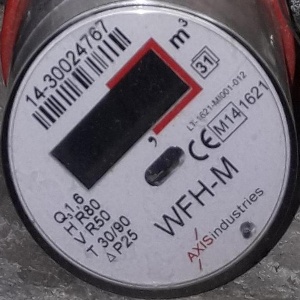 14-30024767
m³
31
LT-1621-MI001-012
CE M14 1621
Q 1,6
H R80
V R50
T 30/90
Δ P25
WFH-M
AXISindustries